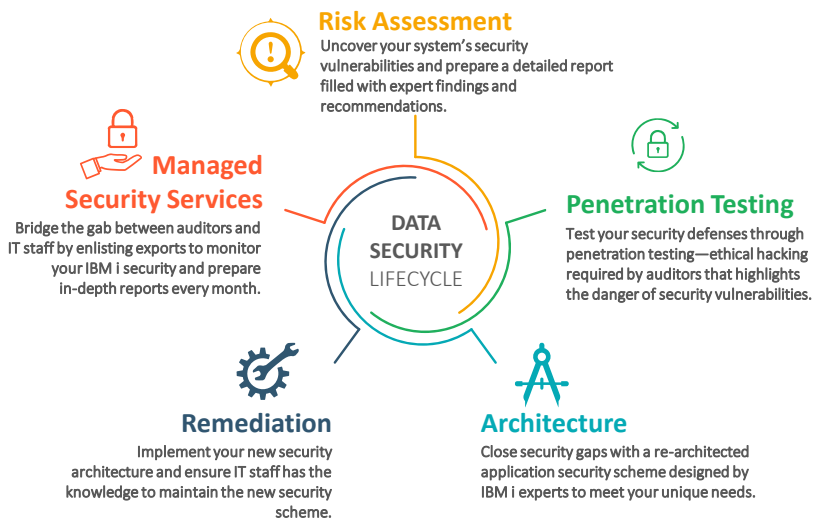 Risk Assessment
Uncover your system's security
vulnerabilities and prepare a detailed report
filled with expert findings and
recommendations.
Managed
Security Services
Bridge the gab between auditors and
IT staff by enlisting exports to monitor
your IBM i security and prepare
in-depth reports every month.
DATA
SECURITY
LIFECYCLE
Penetration Testing
Test your security defenses through
penetration testing—ethical hacking
required by auditors that highlights
the danger of security vulnerabilities.
Remediation
Implement your new security
architecture and ensure IT staff has the
knowledge to maintain the new security
scheme.
Architecture
Close security gaps with a re-architected
application security scheme designed by
IBM i experts to meet your unique needs.